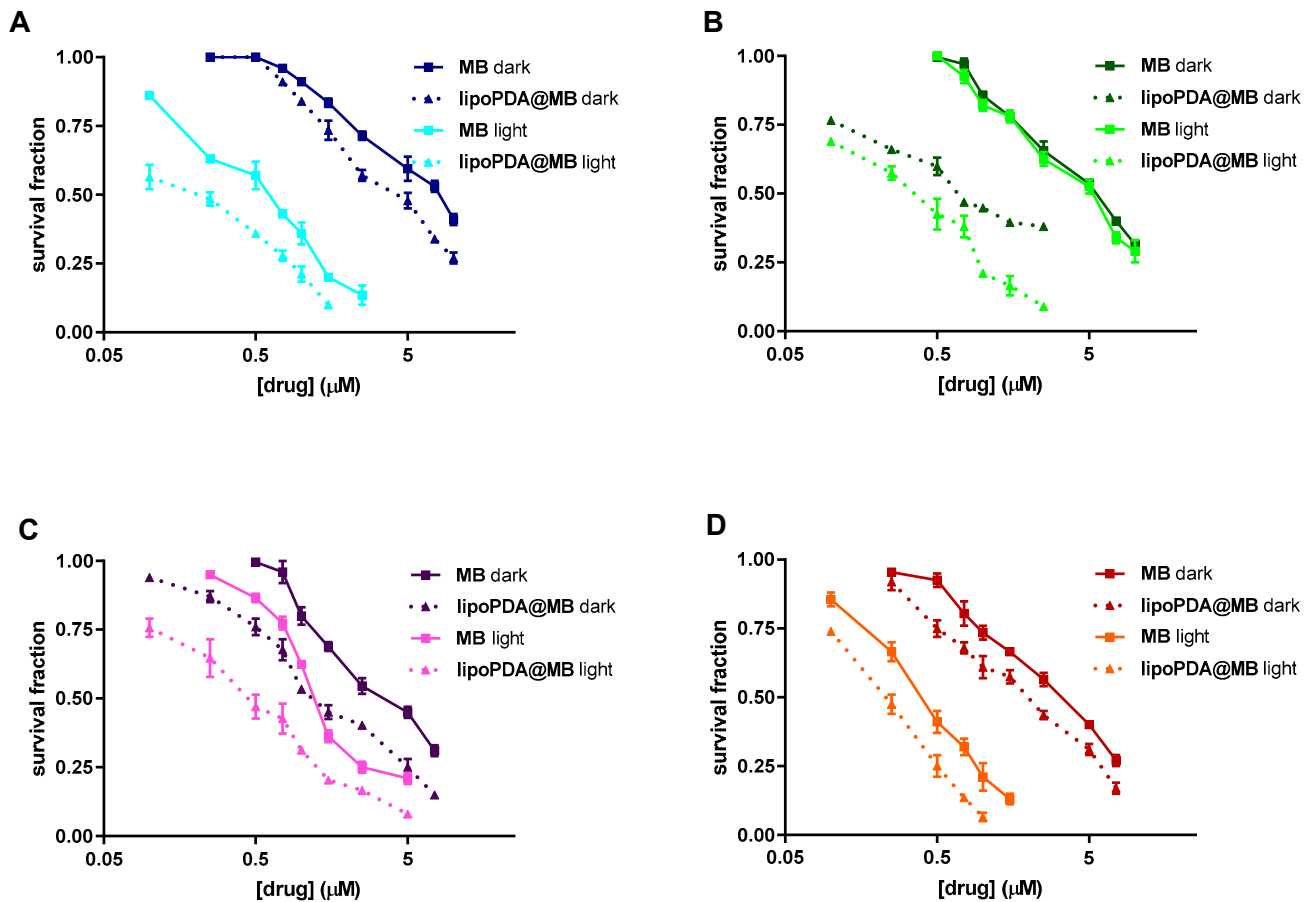 A
1.00
0.75
0.50
0.25
0.00
0.05
0.5
5
survival fraction
[drug] (μM)
MB dark
lipoPDA@MB dark
MB light
lipoPDA@MB light
B
1.00
0.75
0.50
0.25
0.00
0.05
0.5
5
survival fraction
[drug] (μM)
MB dark
lipoPDA@MB dark
MB light
lipoPDA@MB light
C
1.00
0.75
0.50
0.25
0.00
0.05
0.5
5
survival fraction
[drug] (μM)
MB dark
lipoPDA@MB dark
MB light
lipoPDA@MB light
D
1.00
0.75
0.50
0.25
0.00
0.05
0.5
5
survival fraction
[drug] (μM)
MB dark
lipoPDA@MB dark
MB light
lipoPDA@MB light